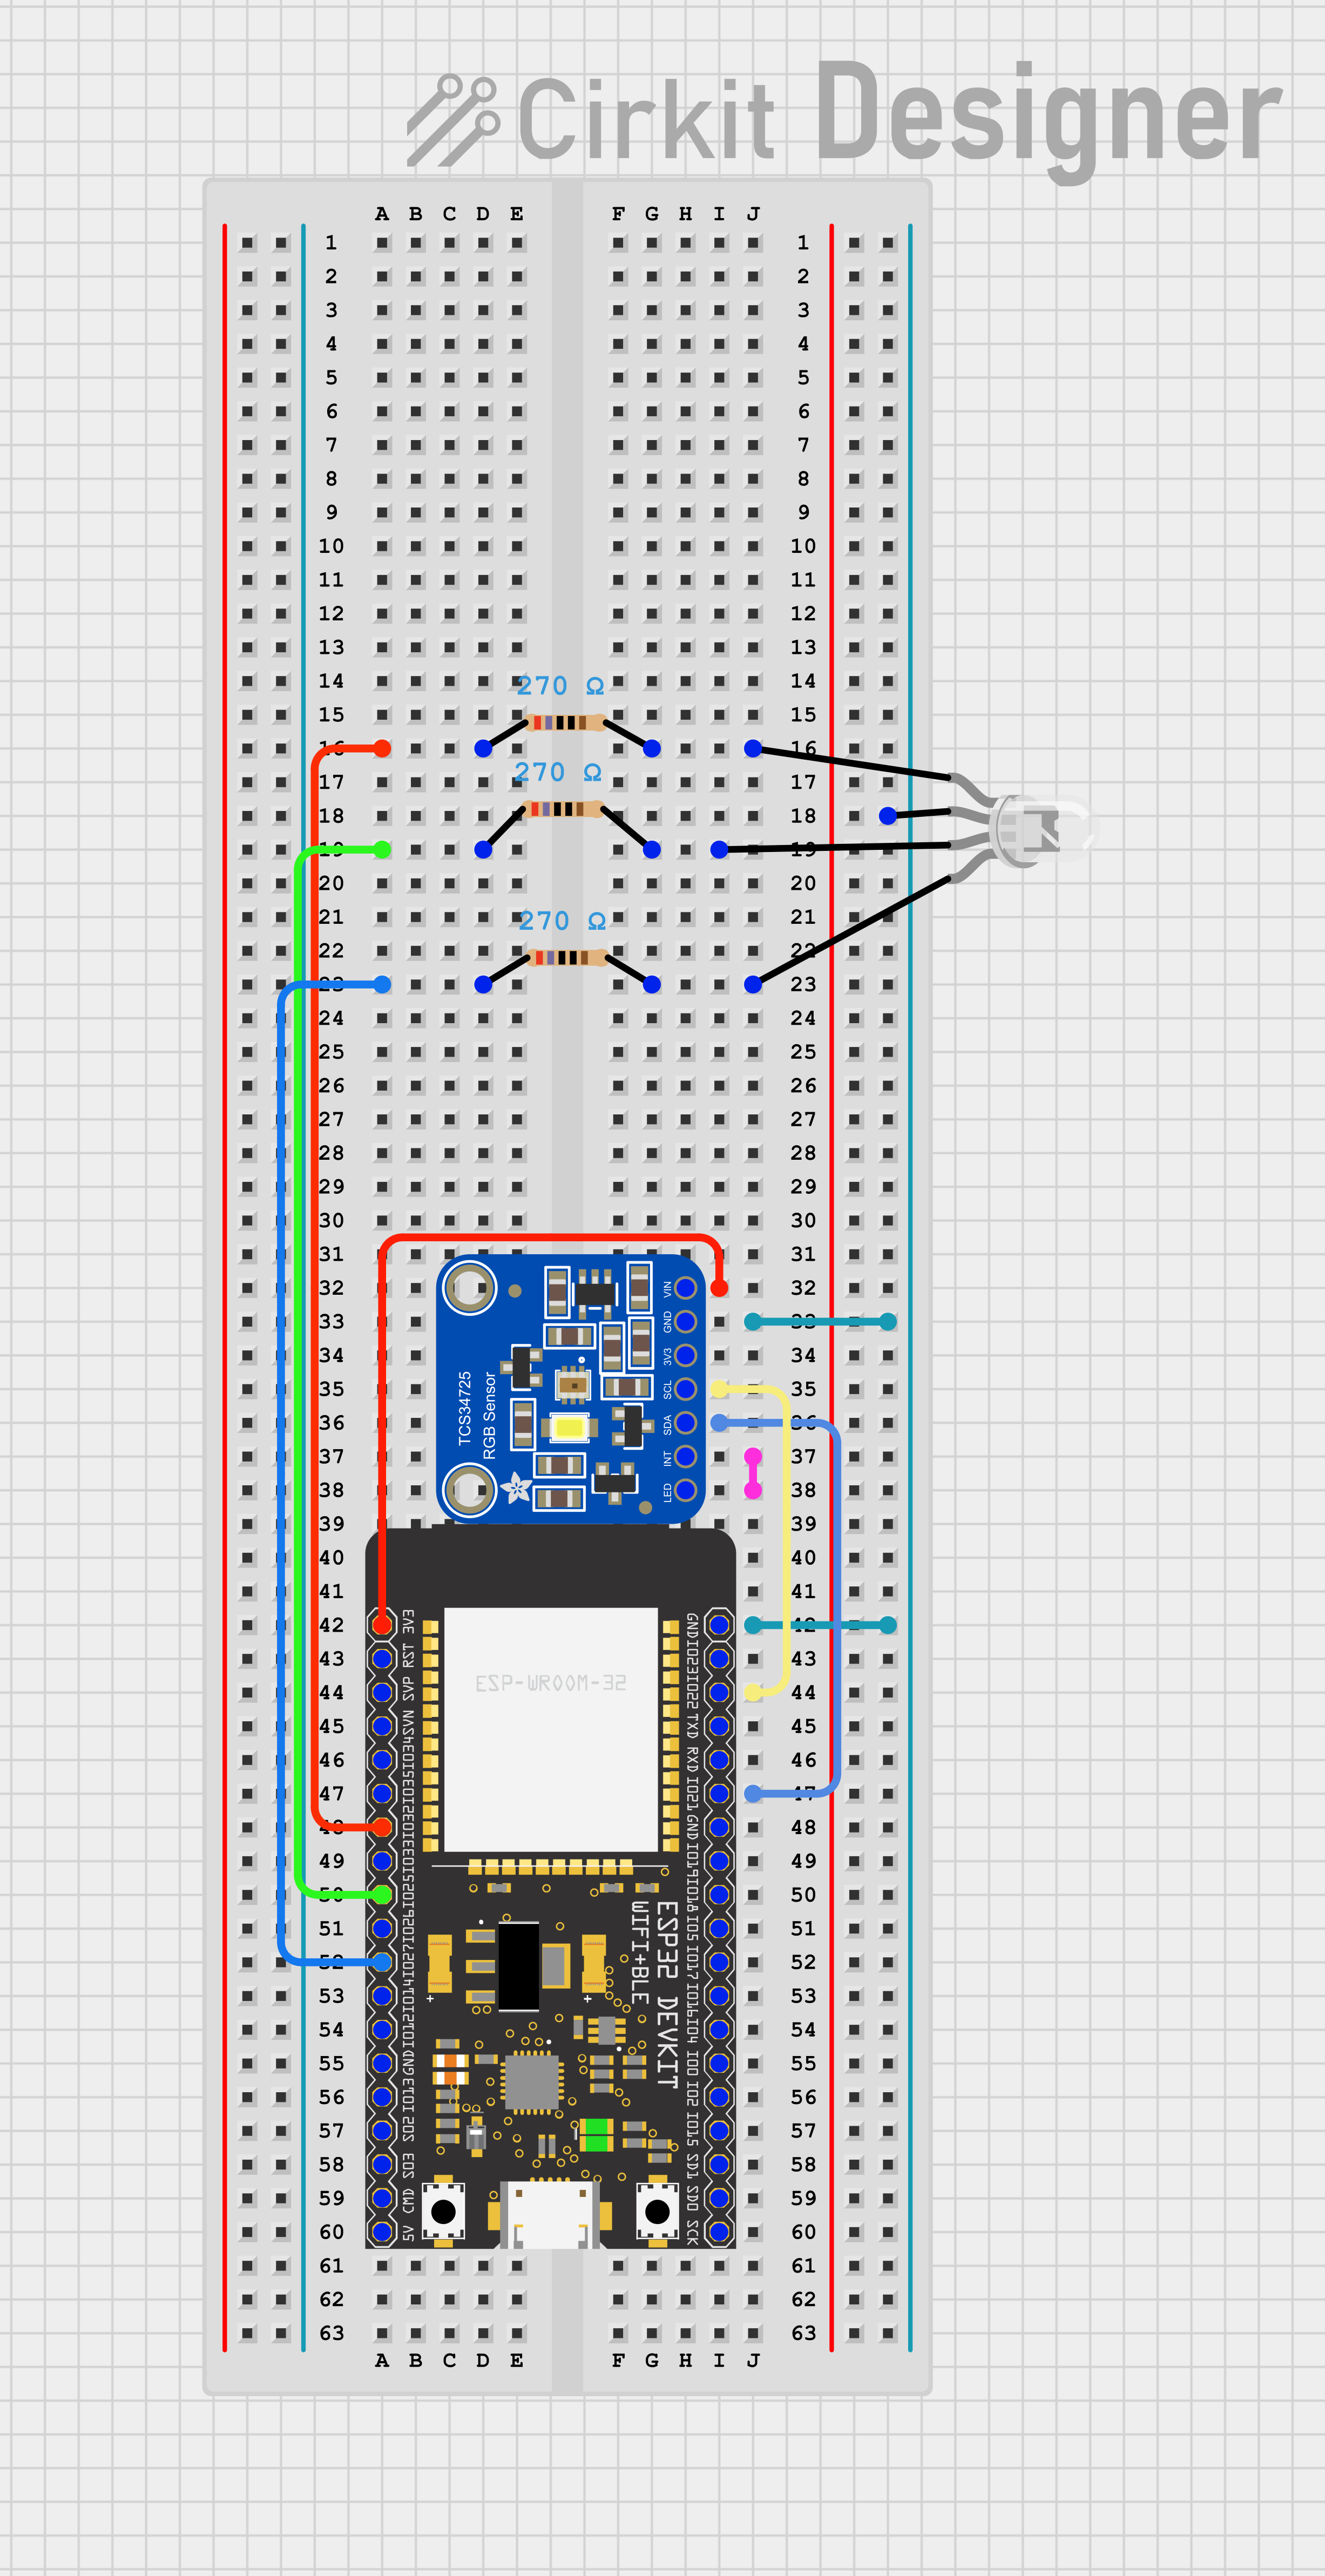 Cirkit Designer
A B C D E F G H I J
1 1
2 2
3 3
4 4
5 5
6 6
7 7
8 8
9 9
10 10
11 11
12 12
13 13
14 270 Ω 14
15 15
16 16
17 270 Ω 17
18 18
19 19
20 20
21 270 Ω 21
22 22
23 23
24 24
25 25
26 26
27 27
28 28
29 29
30 30
31 31
32 VIN 32
33 GND 33
34 3V3 34
35 SCL 35
36 SDA 36
37 INT 37
38 LED 38
TCS34725
RGB Sensor
39 39
40 40
41 41
42 3V3 GND 42
43 RST IO23 43
44 SVP IO22 44
45 SVN TXD 45
46 IO34 RXD 46
47 IO35 IO21 47
48 IO32 GND 48
49 IO33 IO19 49
50 IO25 IO18 50
51 IO26 IO5 51
52 IO27 IO17 52
53 IO14 IO16 53
54 IO12 IO4 54
55 GND IO0 55
56 IO13 IO2 56
57 SD2 IO15 57
58 SD3 SD1 58
59 CMD SD0 59
60 5V SCK 60
ESP-WROOM-32
ESP32 DEVKIT
WIFI+BLE
+ +
61 61
62 62
63 63
A B C D E F G H I J